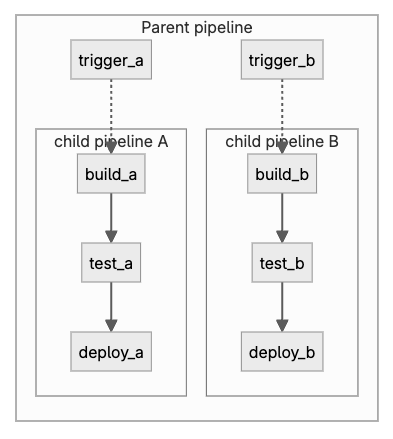 Parent pipeline
trigger_a
trigger_b
child pipeline A
child pipeline B
build_a
build_b
test_a
test_b
deploy_a
deploy_b